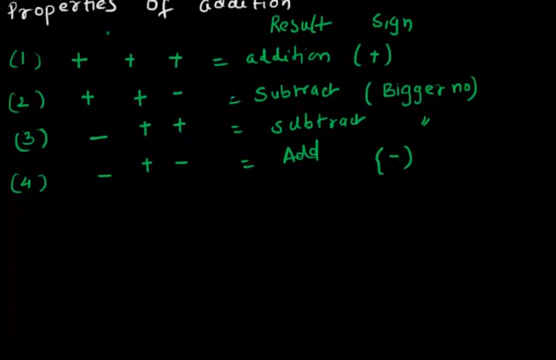 Properties of addition
Result Sign
(1) + + + = addition (+)
(2) + + - = Subtract (Bigger no)
(3) - + + = subtract "
(4) - + - = Add (-)